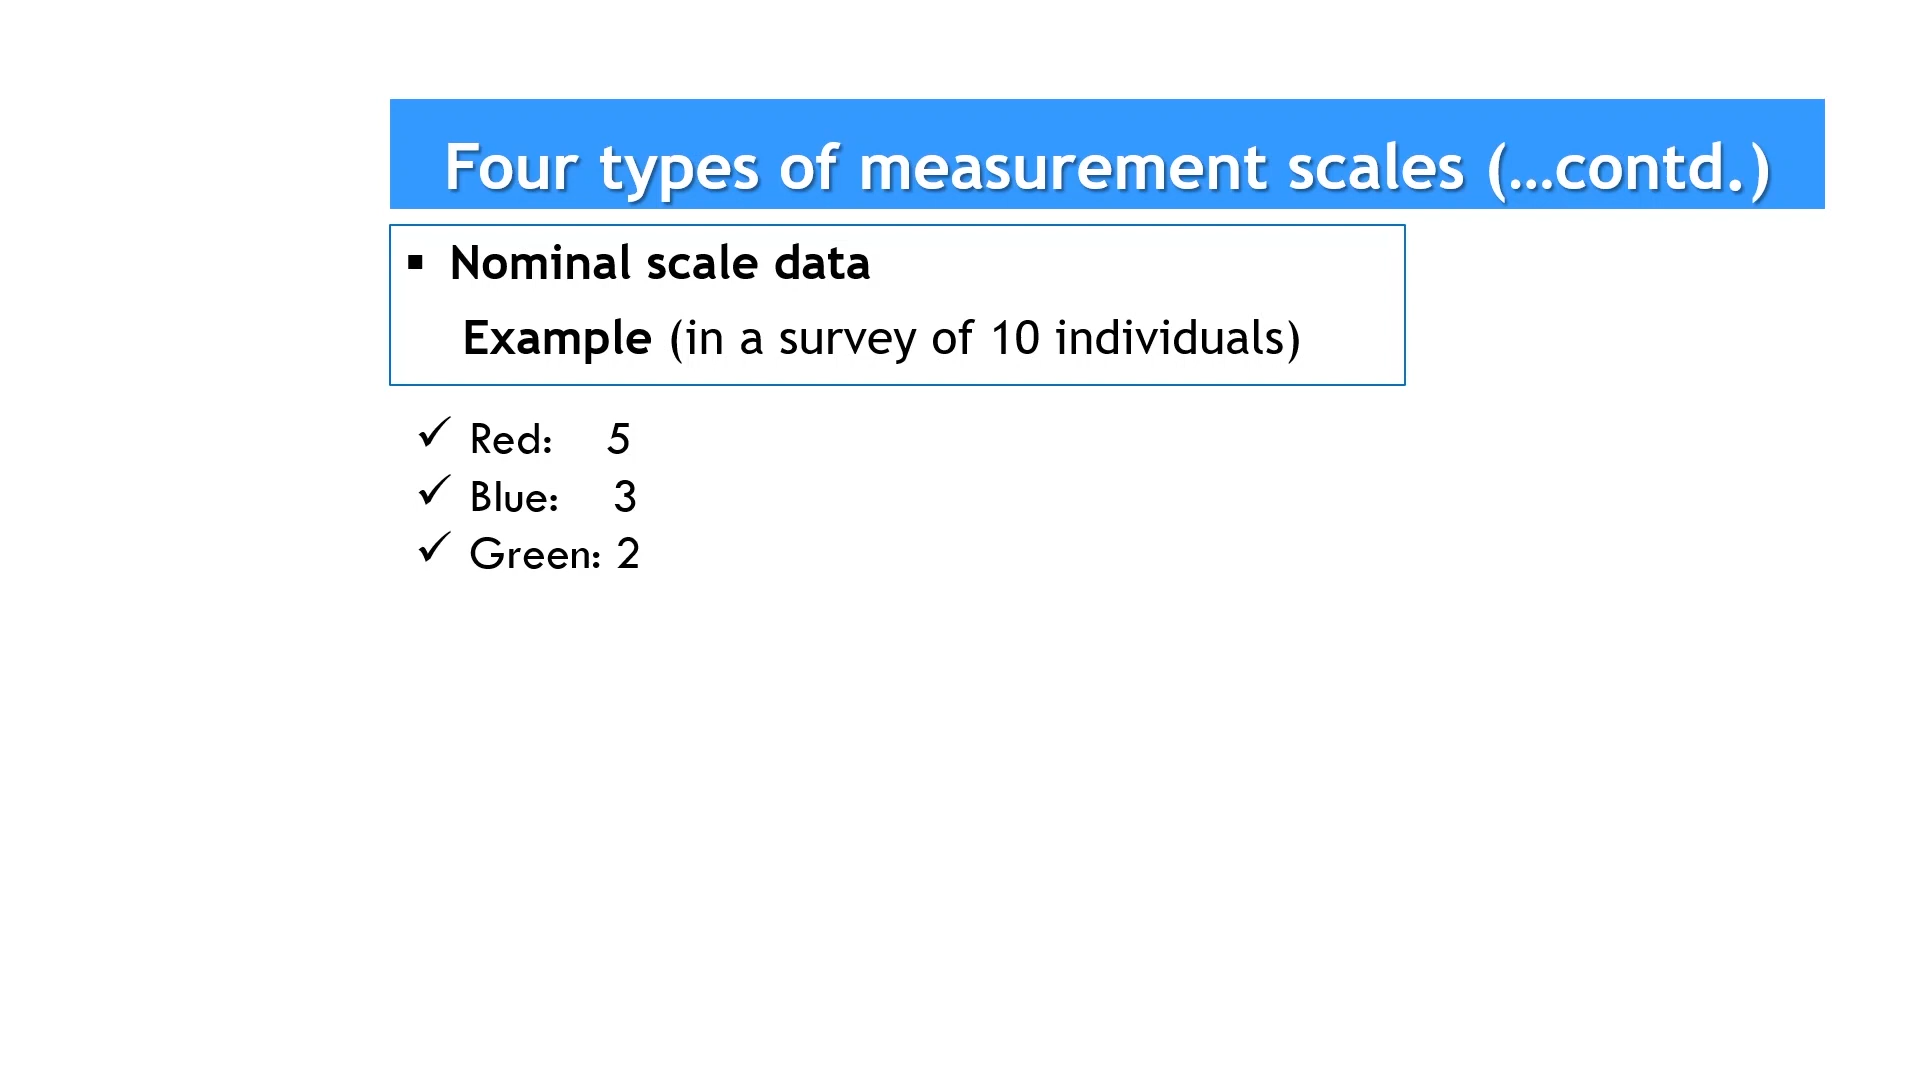 Four types of measurement scales (...contd.)
▪ Nominal scale data
Example (in a survey of 10 individuals)
✓ Red: 5
✓ Blue: 3
✓ Green: 2